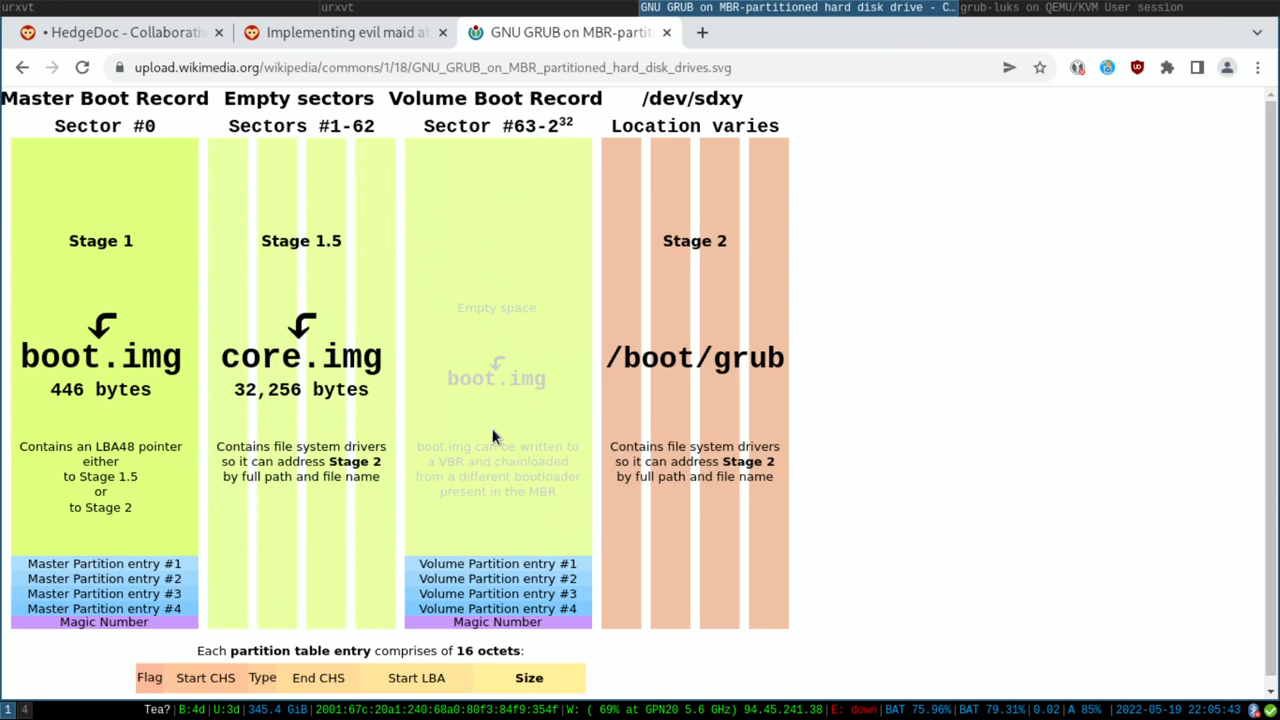 urxvt
urxvt
GNU GRUB on MBR-partitioned hard disk drive - C…
grub-luks on QEMU/KVM User session
• HedgeDoc - Collaborativ
Implementing evil maid at
GNU GRUB on MBR-partit
upload.wikimedia.org/wikipedia/commons/1/18/GNU_GRUB_on_MBR_partitioned_hard_disk_drives.svg
Master Boot Record
Empty sectors
Volume Boot Record
/dev/sdxy
Sector #0
Sectors #1-62
Sector #63-2³²
Location varies
Stage 1
Stage 1.5
Stage 2
Empty space
boot.img
446 bytes
core.img
32,256 bytes
boot.img
/boot/grub
Contains an LBA48 pointer
either
to Stage 1.5
or
to Stage 2
Contains file system drivers
so it can address Stage 2
by full path and file name
boot.img can be written to
a VBR and chainloaded
from a different bootloader
present in the MBR
Contains file system drivers
so it can address Stage 2
by full path and file name
Master Partition entry #1
Master Partition entry #2
Master Partition entry #3
Master Partition entry #4
Magic Number
Volume Partition entry #1
Volume Partition entry #2
Volume Partition entry #3
Volume Partition entry #4
Magic Number
Each partition table entry comprises of 16 octets:
Flag Start CHS Type End CHS Start LBA Size
1 4
Tea?|B:4d|U:3d|345.4 GiB|2001:67c:20a1:240:68a0:80f3:84f9:354f|W: ( 69% at GPN20 5.6 GHz) 94.45.241.38|E: down|BAT 75.96%|BAT 79.31%|0.02|A 85% |2022-05-19 22:05:43